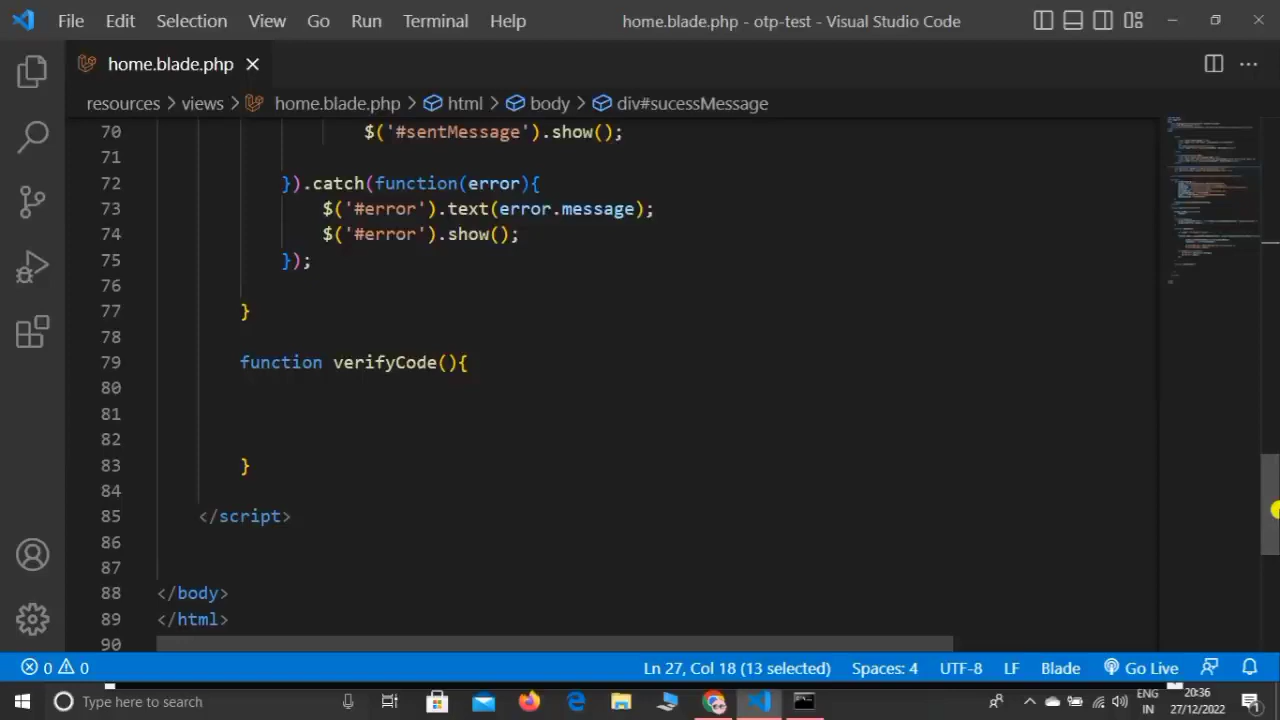 File Edit Selection View Go Run Terminal Help home.blade.php - otp-test - Visual Studio Code
home.blade.php
resources > views > home.blade.php > html > body > div#sucessMessage
70 $('#sentMessage').show();
71
72 }).catch(function(error){
73 $('#error').text(error.message);
74 $('#error').show();
75 });
76
77 }
78
79 function verifyCode(){
80
81
82
83 }
84
85 </script>
86
87
88 </body>
89 </html>
90
0 0 Ln 27, Col 18 (13 selected) Spaces: 4 UTF-8 LF Blade Go Live
Type here to search ENG IN 20:36 27/12/2022